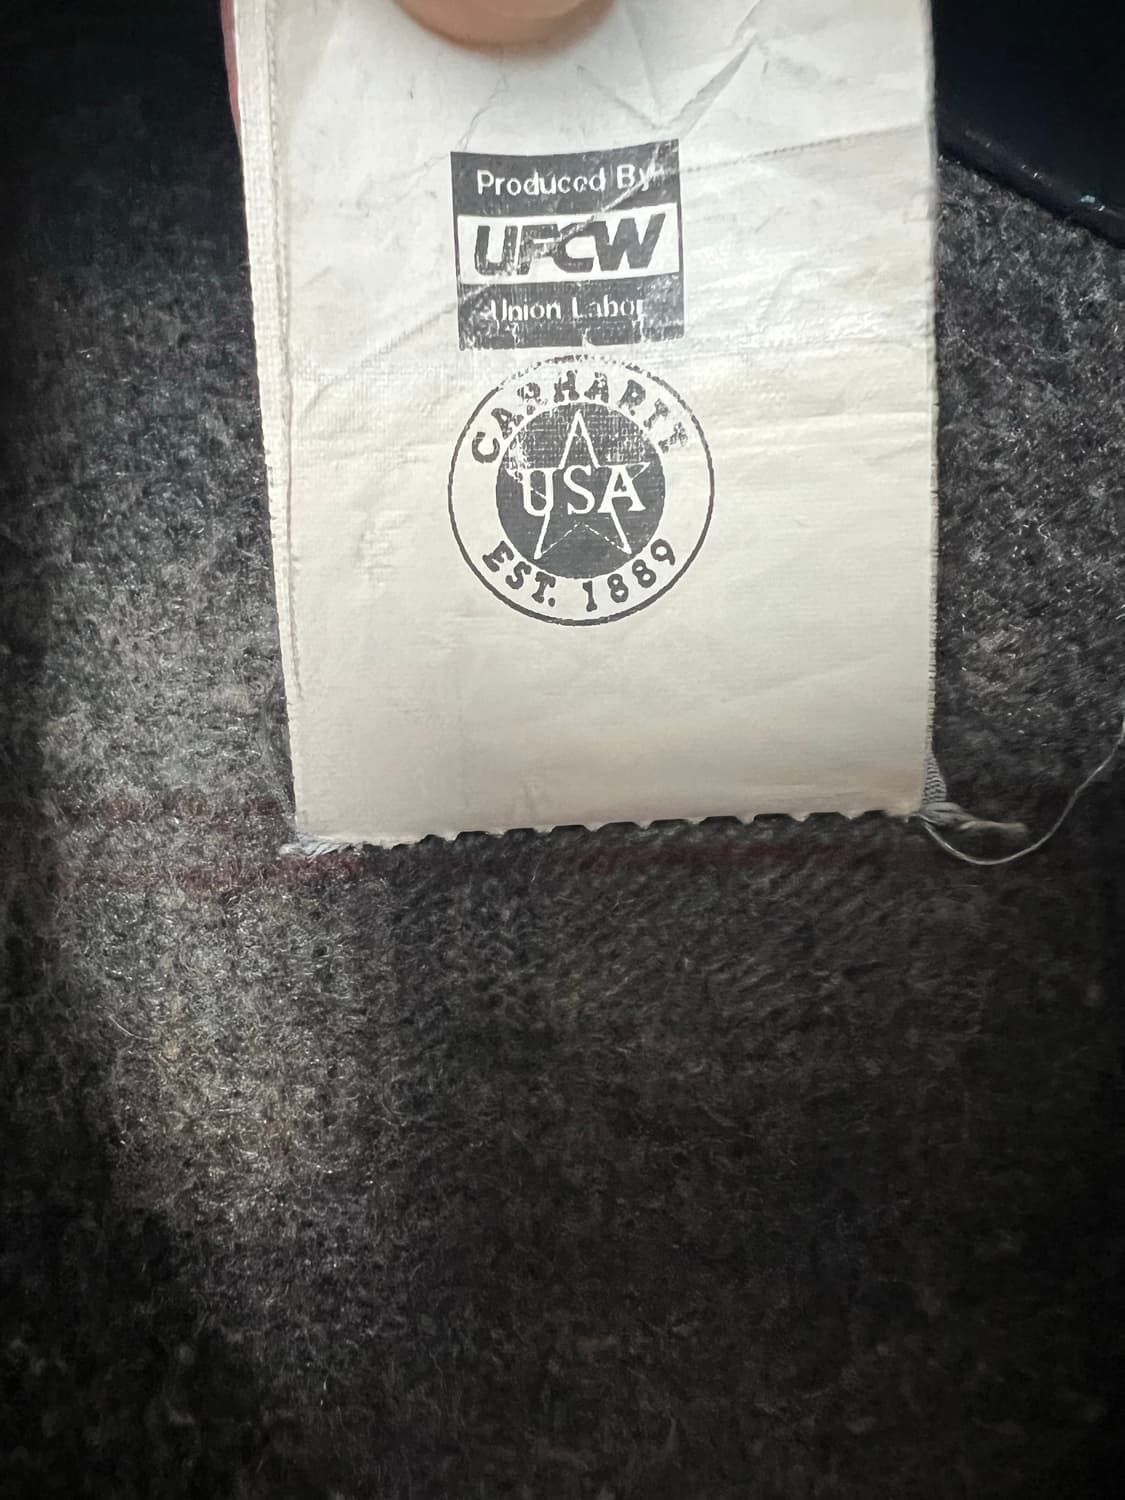 Produced By
UFCW
Union Labor
CARHARTT
USA
EST. 1889